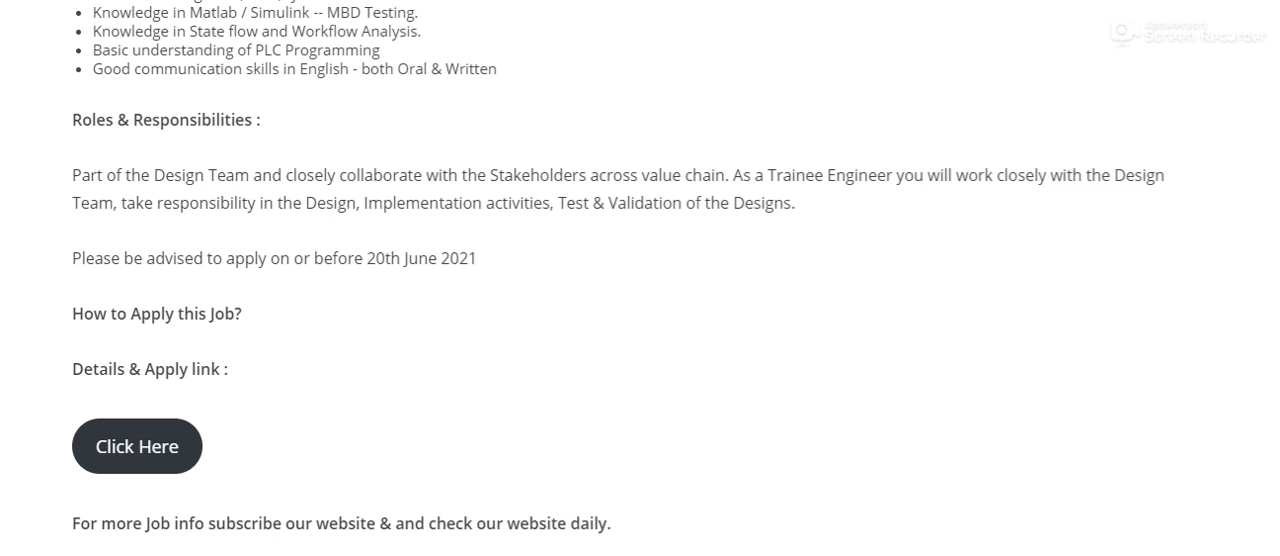 Knowledge in Matlab / Simulink -- MBD Testing.
Knowledge in State flow and Workflow Analysis.
Basic understanding of PLC Programming
Good communication skills in English - both Oral & Written
Apowersoft
Screen Recorder
Roles & Responsibilities :
Part of the Design Team and closely collaborate with the Stakeholders across value chain. As a Trainee Engineer you will work closely with the Design
Team, take responsibility in the Design, Implementation activities, Test & Validation of the Designs.
Please be advised to apply on or before 20th June 2021
How to Apply this Job?
Details & Apply link :
Click Here
For more Job info subscribe our website & and check our website daily.